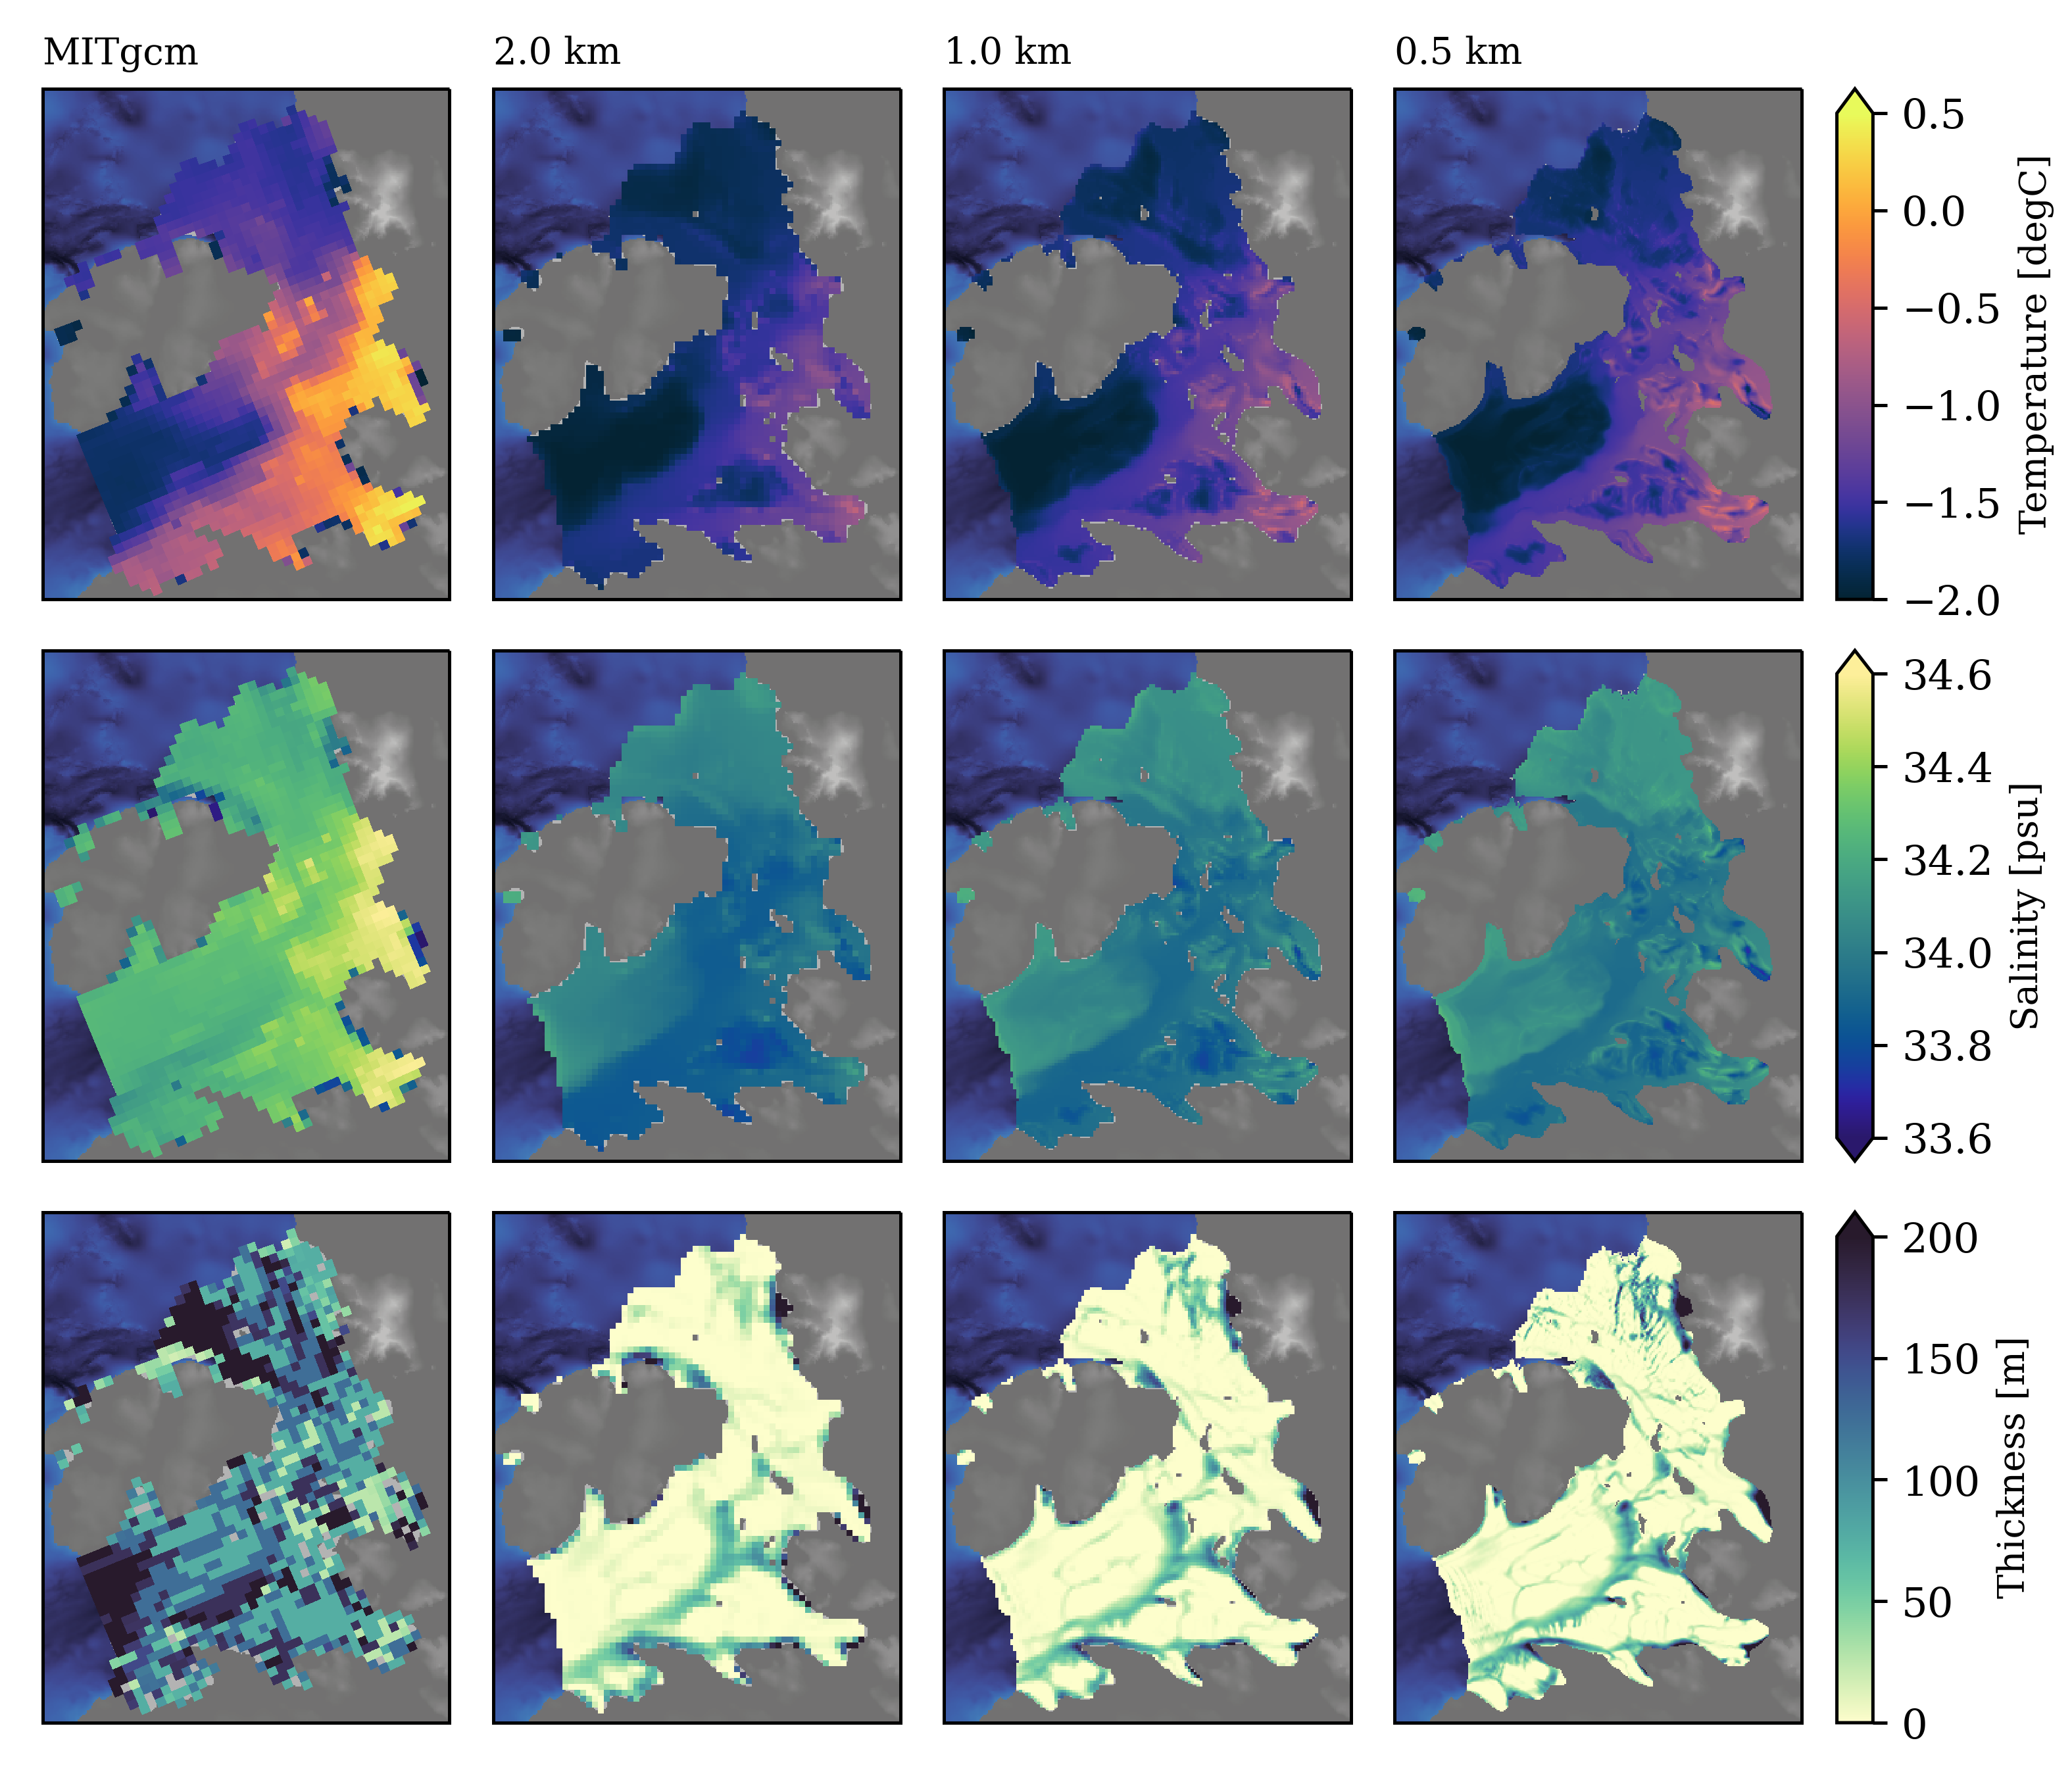 MITgcm
2.0 km
1.0 km
0.5 km
0.5
0.0
−0.5
−1.0
−1.5
−2.0
Temperature [degC]
34.6
34.4
34.2
34.0
33.8
33.6
Salinity [psu]
200
150
100
50
0
Thickness [m]